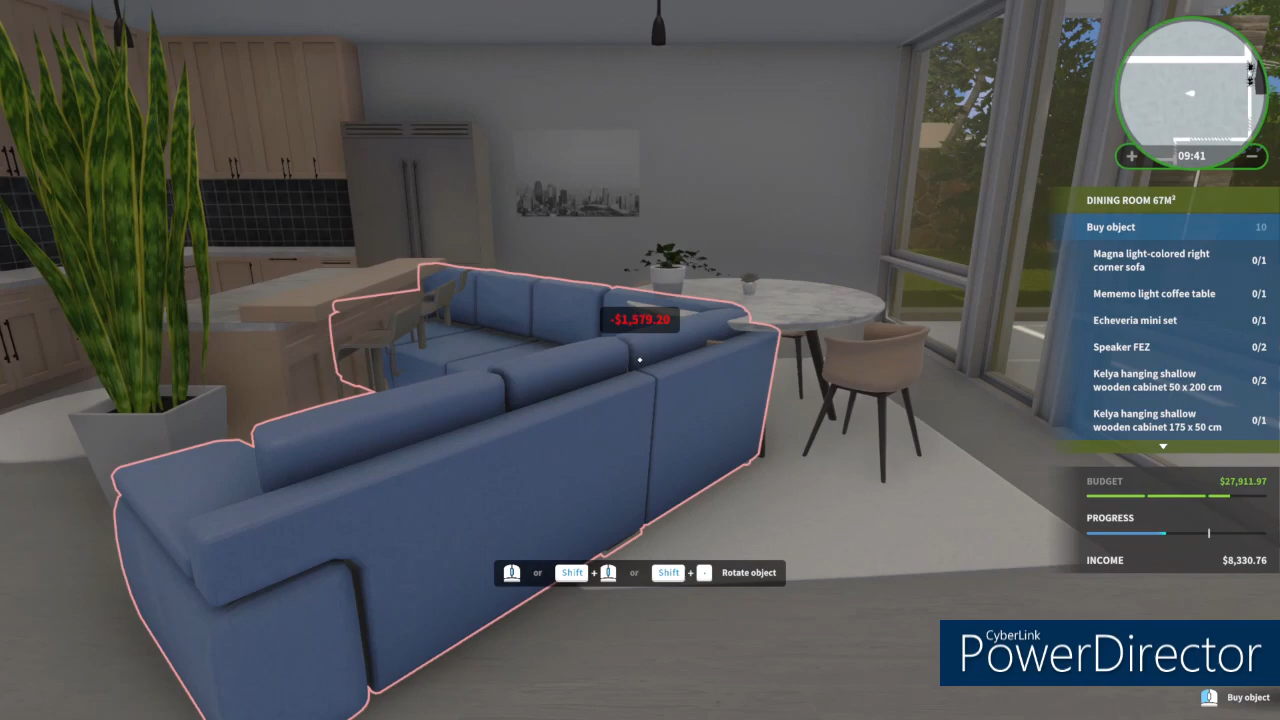 09:41
DINING ROOM 67M²
Buy object 10
Magna light-colored right
corner sofa 0/1
Mememo light coffee table 0/1
Echeveria mini set 0/1
Speaker FEZ 0/2
Kelya hanging shallow
wooden cabinet 50 x 200 cm 0/2
Kelya hanging shallow
wooden cabinet 175 x 50 cm 0/1
-$1,579.20
BUDGET $27,911.97
PROGRESS
INCOME $8,330.76
or Shift + or Shift + · Rotate object
CyberLink
PowerDirector
Buy object